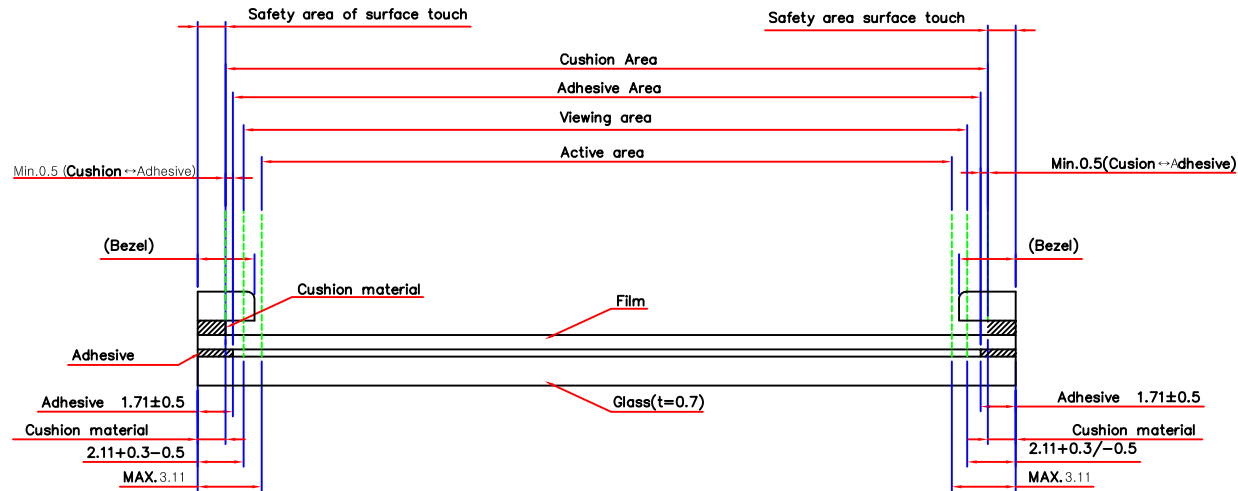 Safety area of surface touch
Safety area surface touch
Cushion Area
Adhesive Area
Viewing area
Active area
Min.0.5 (Cushion↔Adhesive)
Min.0.5(Cusion↔Adhesive)
(Bezel)
(Bezel)
Cushion material
Film
Adhesive
Glass(t=0.7)
Adhesive 1.71±0.5
Adhesive 1.71±0.5
Cushion material
Cushion material
2.11+0.3-0.5
2.11+0.3/-0.5
MAX.3.11
MAX.3.11